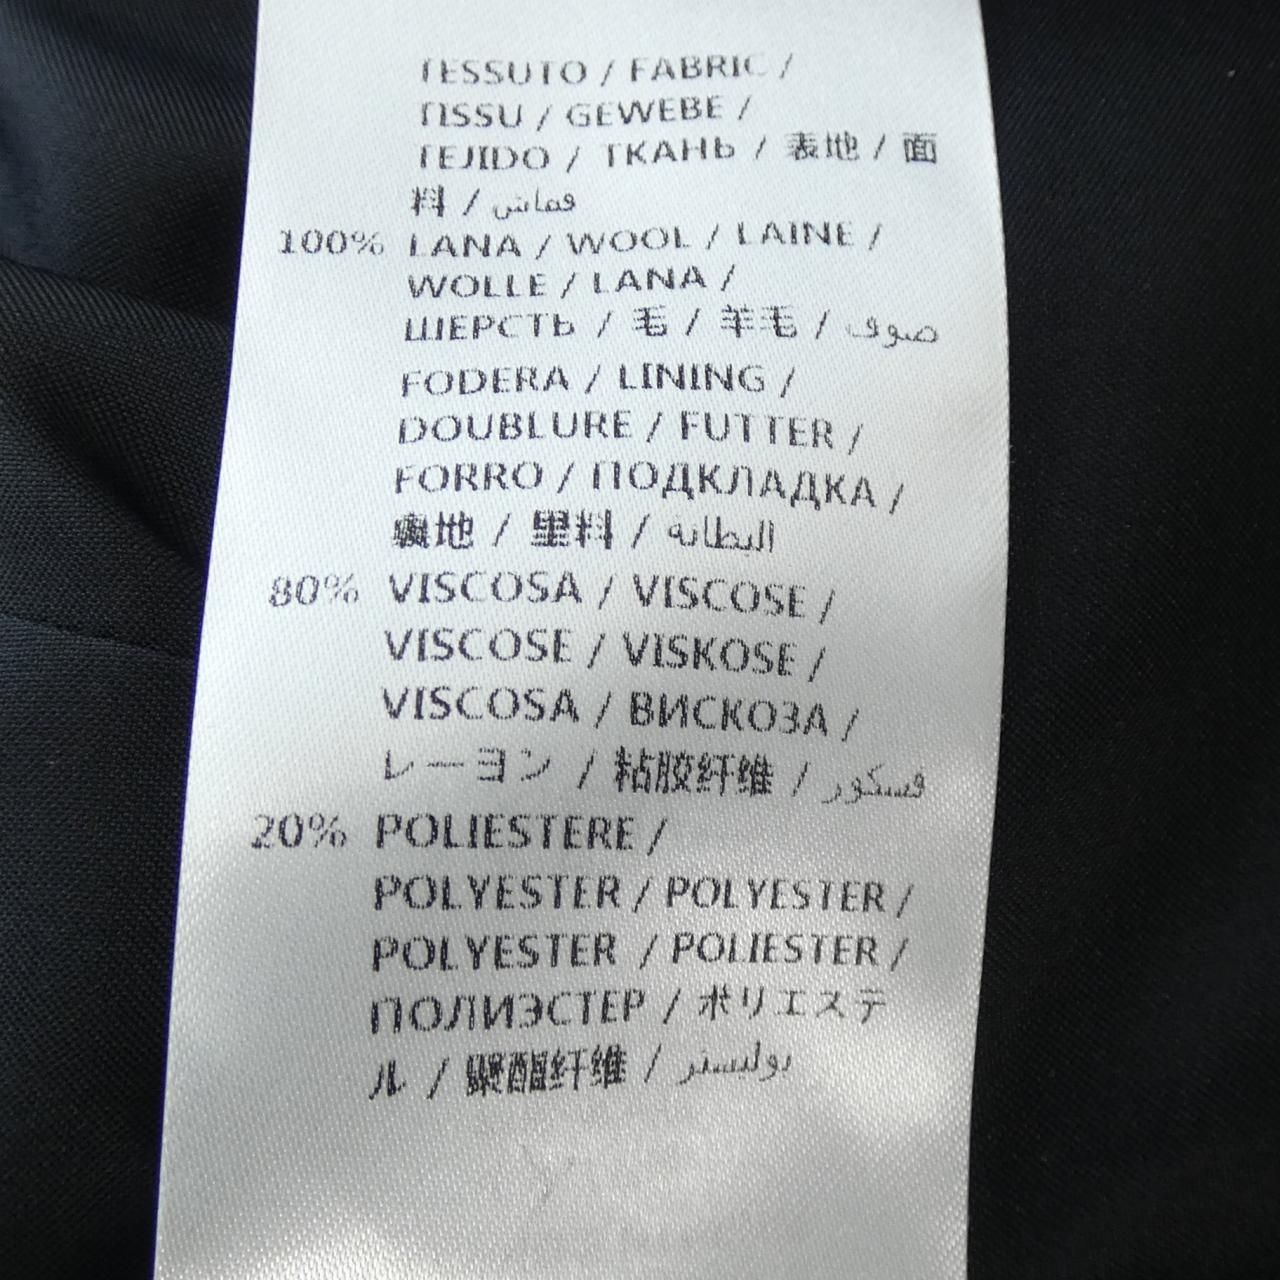 TESSUTO / FABRIC /
TISSU / GEWEBE /
TEJIDO / ТКАНЬ / 表地 / 面
料 / قماش
100% LANA / WOOL / LAINE /
WOLLE / LANA /
ШЕРСТЬ / 毛 / 羊毛 / صوف
FODERA / LINING /
DOUBLURE / FUTTER /
FORRO / ПОДКЛАДКА /
裏地 / 里料 / البطانة
80% VISCOSA / VISCOSE /
VISCOSE / VISKOSE /
VISCOSA / ВИСКОЗА /
レーヨン / 粘胶纤维 / فسكور
20% POLIESTERE /
POLYESTER / POLYESTER /
POLYESTER / POLIESTER /
ПОЛИЭСТЕР / ポリエステ
ル / 聚酯纤维 / بوليستر